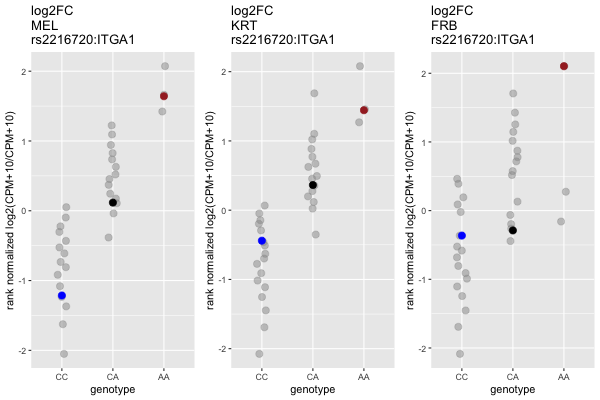 log2FC
MEL
rs2216720:ITGA1
rank normalized log2(CPM+10/CPM+10)
2
1
0
-1
-2
CC
CA
AA
genotype
log2FC
KRT
rs2216720:ITGA1
rank normalized log2(CPM+10/CPM+10)
2
1
0
-1
-2
CC
CA
AA
genotype
log2FC
FRB
rs2216720:ITGA1
rank normalized log2(CPM+10/CPM+10)
2
1
0
-1
-2
CC
CA
AA
genotype